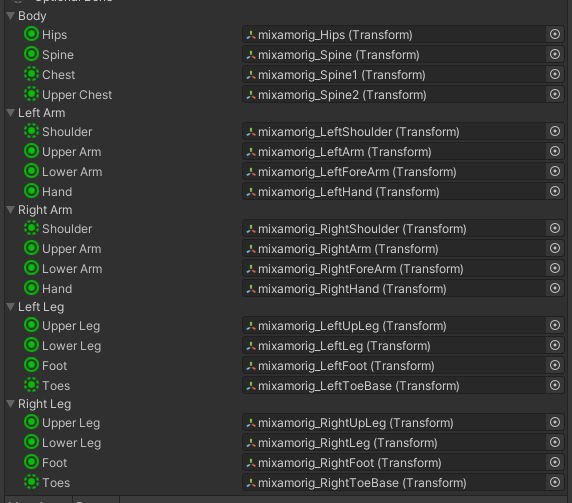 Optional Bone
Body
Hips mixamorig_Hips (Transform)
Spine mixamorig_Spine (Transform)
Chest mixamorig_Spine1 (Transform)
Upper Chest mixamorig_Spine2 (Transform)
Left Arm
Shoulder mixamorig_LeftShoulder (Transform)
Upper Arm mixamorig_LeftArm (Transform)
Lower Arm mixamorig_LeftForeArm (Transform)
Hand mixamorig_LeftHand (Transform)
Right Arm
Shoulder mixamorig_RightShoulder (Transform)
Upper Arm mixamorig_RightArm (Transform)
Lower Arm mixamorig_RightForeArm (Transform)
Hand mixamorig_RightHand (Transform)
Left Leg
Upper Leg mixamorig_LeftUpLeg (Transform)
Lower Leg mixamorig_LeftLeg (Transform)
Foot mixamorig_LeftFoot (Transform)
Toes mixamorig_LeftToeBase (Transform)
Right Leg
Upper Leg mixamorig_RightUpLeg (Transform)
Lower Leg mixamorig_RightLeg (Transform)
Foot mixamorig_RightFoot (Transform)
Toes mixamorig_RightToeBase (Transform)